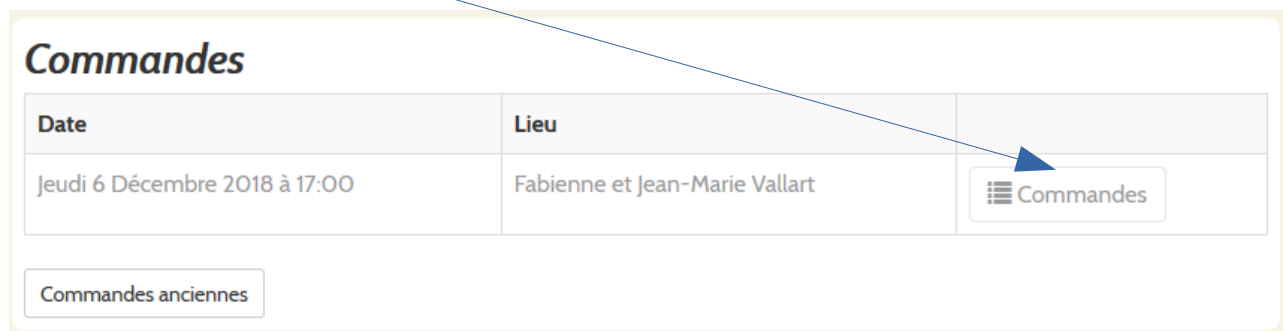 Commandes
Date Lieu
Jeudi 6 Décembre 2018 à 17:00 Fabienne et Jean-Marie Vallart Commandes
Commandes anciennes